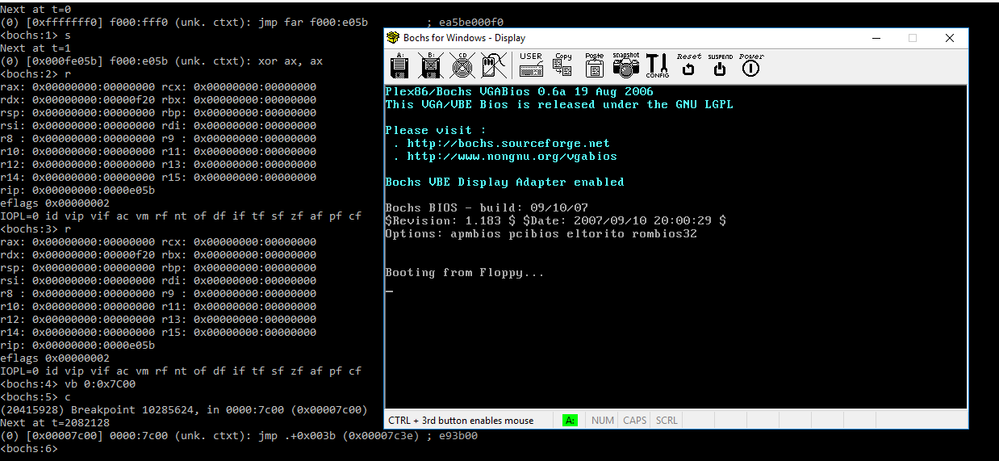 Next at t=0
(0) [0xfffffff0] f000:fff0 (unk. ctxt): jmp far f000:e05b         ; ea5be000f0
<bochs:1> s
Next at t=1
(0) [0x000fe05b] f000:e05b (unk. ctxt): xor ax, ax
<bochs:2> r
rax: 0x00000000:00000000 rcx: 0x00000000:00000000
rdx: 0x00000000:00000f20 rbx: 0x00000000:00000000
rsp: 0x00000000:00000000 rbp: 0x00000000:00000000
rsi: 0x00000000:00000000 rdi: 0x00000000:00000000
r8 : 0x00000000:00000000 r9 : 0x00000000:00000000
r10: 0x00000000:00000000 r11: 0x00000000:00000000
r12: 0x00000000:00000000 r13: 0x00000000:00000000
r14: 0x00000000:00000000 r15: 0x00000000:00000000
rip: 0x00000000:0000e05b
eflags 0x00000002
IOPL=0 id vip vif ac vm rf nt of df if tf sf zf af pf cf
<bochs:3> r
rax: 0x00000000:00000000 rcx: 0x00000000:00000000
rdx: 0x00000000:00000f20 rbx: 0x00000000:00000000
rsp: 0x00000000:00000000 rbp: 0x00000000:00000000
rsi: 0x00000000:00000000 rdi: 0x00000000:00000000
r8 : 0x00000000:00000000 r9 : 0x00000000:00000000
r10: 0x00000000:00000000 r11: 0x00000000:00000000
r12: 0x00000000:00000000 r13: 0x00000000:00000000
r14: 0x00000000:00000000 r15: 0x00000000:00000000
rip: 0x00000000:0000e05b
eflags 0x00000002
IOPL=0 id vip vif ac vm rf nt of df if tf sf zf af pf cf
<bochs:4> vb 0:0x7C00
<bochs:5> c
(20415928) Breakpoint 10285624, in 0000:7c00 (0x00007c00)
Next at t=2082128
(0) [0x00007c00] 0000:7c00 (unk. ctxt): jmp .+0x003b (0x00007c3e) ; e93b00
<bochs:6>
Bochs for Windows - Display
A: B: CD USER Copy Paste snapshot CONFIG Reset SUSPEND Power
Plex86/Bochs VGABios 0.6a 19 Aug 2006
This VGA/VBE Bios is released under the GNU LGPL
Please visit :
. http://bochs.sourceforge.net
. http://www.nongnu.org/vgabios
Bochs VBE Display Adapter enabled
Bochs BIOS - build: 09/10/07
$Revision: 1.183 $ $Date: 2007/09/10 20:00:29 $
Options: apmbios pcibios eltorito rombios32
Booting from Floppy...
CTRL + 3rd button enables mouse A: NUM CAPS SCRL